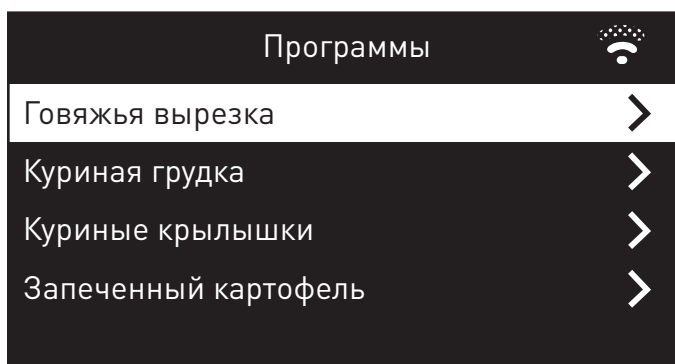 Программы
Говяжья вырезка
Куриная грудка
Куриные крылышки
Запеченный картофель